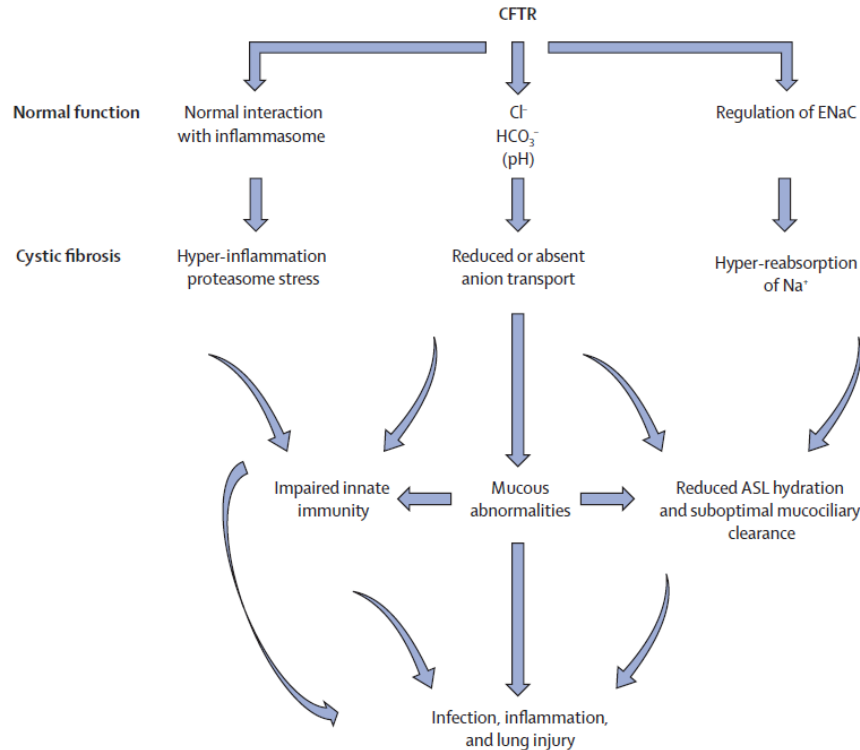 CFTR
Normal function
Normal interaction
with inflammasome
Cl⁻
HCO₃⁻
(pH)
Regulation of ENaC
Cystic fibrosis
Hyper-inflammation
proteasome stress
Reduced or absent
anion transport
Hyper-reabsorption
of Na⁺
Impaired innate
immunity
Mucous
abnormalities
Reduced ASL hydration
and suboptimal mucociliary
clearance
Infection, inflammation,
and lung injury